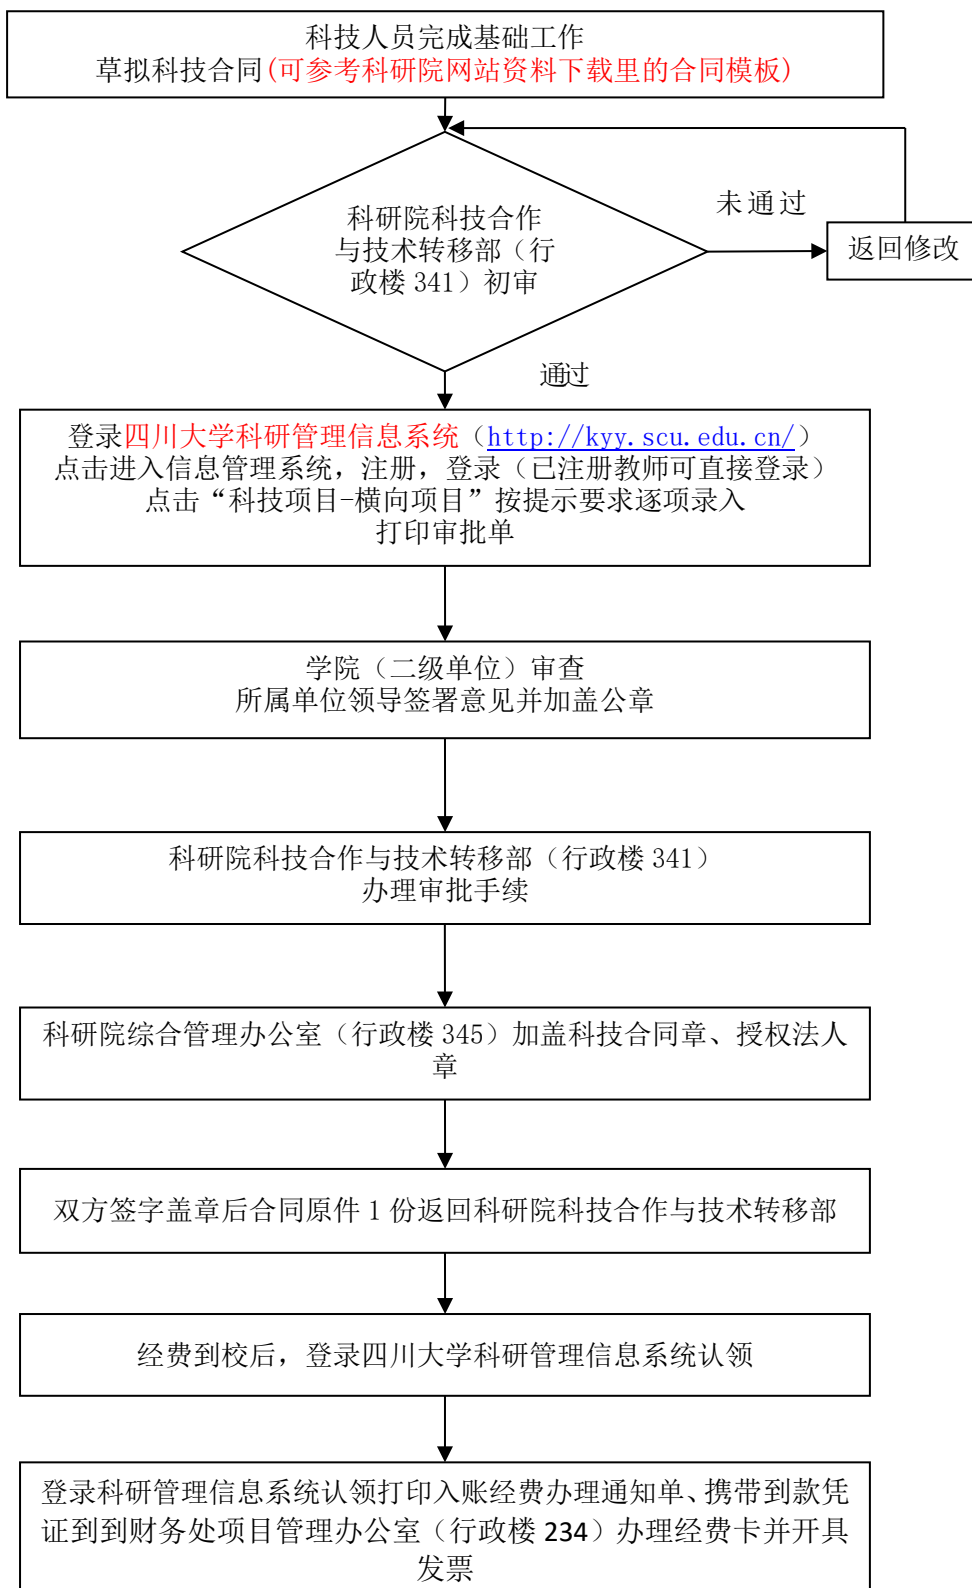 科技人员完成基础工作
草拟科技合同(可参考科研院网站资料下载里的合同模板)
科研院科技合作
与技术转移部（行
政楼 341）初审
未通过
返回修改
通过
登录四川大学科研管理信息系统（http://kyy.scu.edu.cn/）
点击进入信息管理系统，注册，登录（已注册教师可直接登录）
点击“科技项目-横向项目”按提示要求逐项录入
打印审批单
学院（二级单位）审查
所属单位领导签署意见并加盖公章
科研院科技合作与技术转移部（行政楼 341）
办理审批手续
科研院综合管理办公室（行政楼 345）加盖科技合同章、授权法人
章
双方签字盖章后合同原件 1 份返回科研院科技合作与技术转移部
经费到校后，登录四川大学科研管理信息系统认领
登录科研管理信息系统认领打印入账经费办理通知单、携带到款凭
证到到财务处项目管理办公室（行政楼 234）办理经费卡并开具
发票